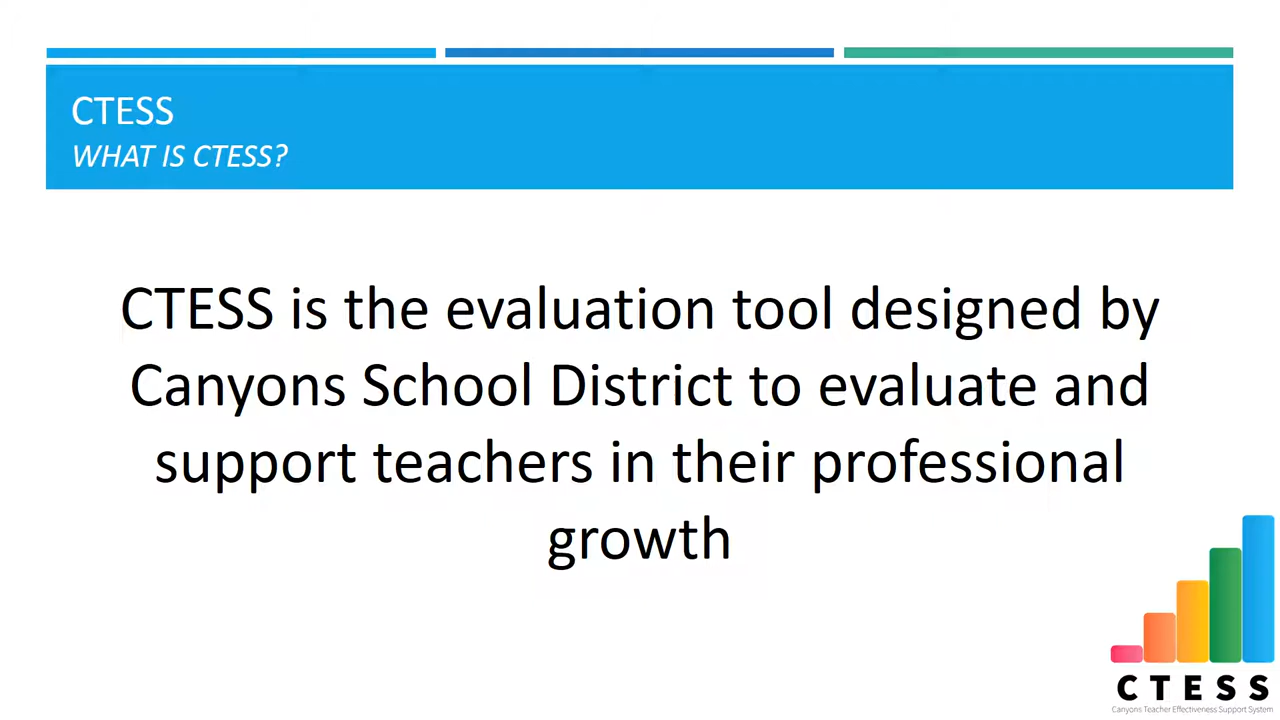 CTESS
WHAT IS CTESS?
CTESS is the evaluation tool designed by
Canyons School District to evaluate and
support teachers in their professional
growth
CTESS
Canyons Teacher Effectiveness Support System